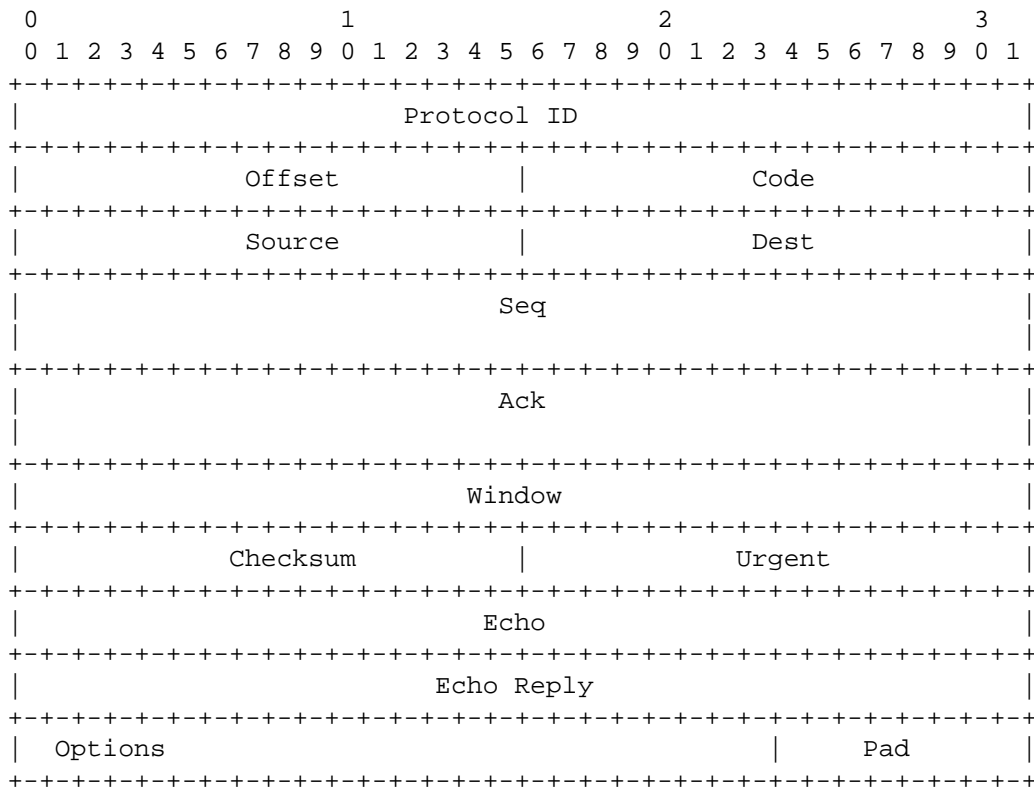 0                   1                   2                   3
 0 1 2 3 4 5 6 7 8 9 0 1 2 3 4 5 6 7 8 9 0 1 2 3 4 5 6 7 8 9 0 1
+-+-+-+-+-+-+-+-+-+-+-+-+-+-+-+-+-+-+-+-+-+-+-+-+-+-+-+-+-+-+-+-+
|                        Protocol ID                            |
+-+-+-+-+-+-+-+-+-+-+-+-+-+-+-+-+-+-+-+-+-+-+-+-+-+-+-+-+-+-+-+-+
|              Offset           |              Code             |
+-+-+-+-+-+-+-+-+-+-+-+-+-+-+-+-+-+-+-+-+-+-+-+-+-+-+-+-+-+-+-+-+
|              Source           |              Dest             |
+-+-+-+-+-+-+-+-+-+-+-+-+-+-+-+-+-+-+-+-+-+-+-+-+-+-+-+-+-+-+-+-+
|                              Seq                              |
|                                                               |
+-+-+-+-+-+-+-+-+-+-+-+-+-+-+-+-+-+-+-+-+-+-+-+-+-+-+-+-+-+-+-+-+
|                              Ack                              |
|                                                               |
+-+-+-+-+-+-+-+-+-+-+-+-+-+-+-+-+-+-+-+-+-+-+-+-+-+-+-+-+-+-+-+-+
|                            Window                             |
+-+-+-+-+-+-+-+-+-+-+-+-+-+-+-+-+-+-+-+-+-+-+-+-+-+-+-+-+-+-+-+-+
|             Checksum          |             Urgent            |
+-+-+-+-+-+-+-+-+-+-+-+-+-+-+-+-+-+-+-+-+-+-+-+-+-+-+-+-+-+-+-+-+
|                             Echo                              |
+-+-+-+-+-+-+-+-+-+-+-+-+-+-+-+-+-+-+-+-+-+-+-+-+-+-+-+-+-+-+-+-+
|                          Echo Reply                           |
+-+-+-+-+-+-+-+-+-+-+-+-+-+-+-+-+-+-+-+-+-+-+-+-+-+-+-+-+-+-+-+-+
|  Options                                      |     Pad       |
+-+-+-+-+-+-+-+-+-+-+-+-+-+-+-+-+-+-+-+-+-+-+-+-+-+-+-+-+-+-+-+-+